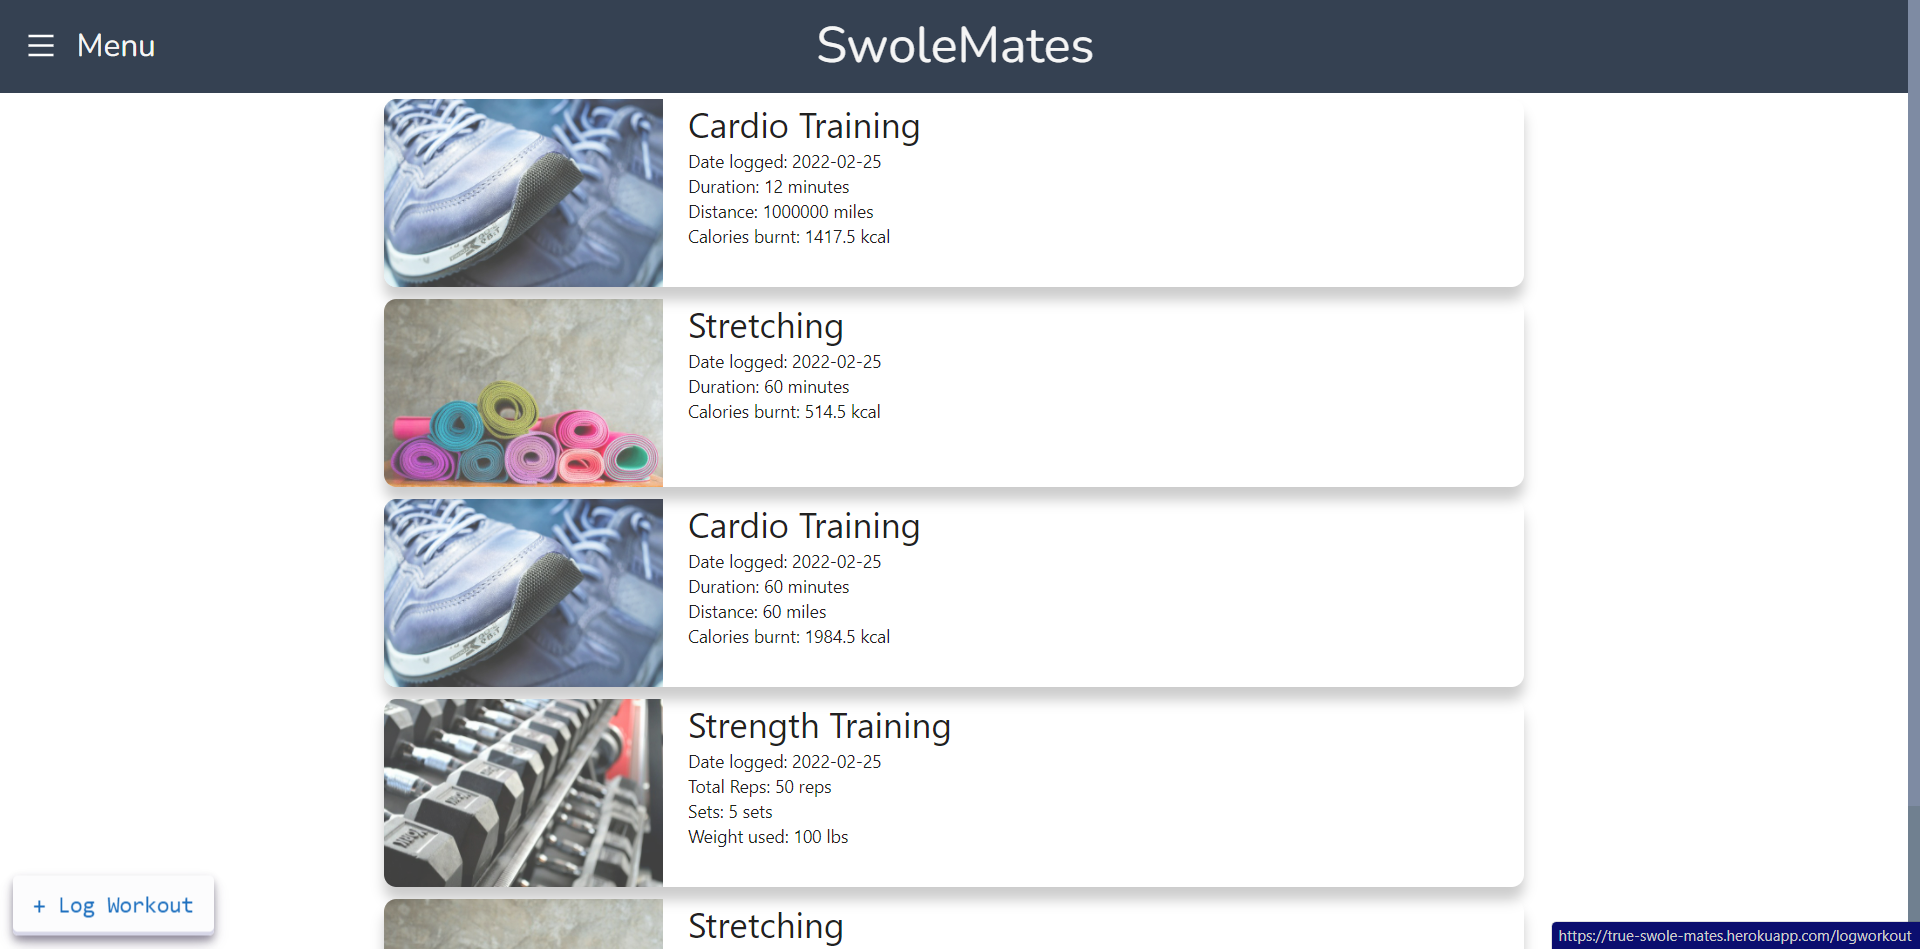 Menu
SwoleMates
Cardio Training
Date logged: 2022-02-25
Duration: 12 minutes
Distance: 1000000 miles
Calories burnt: 1417.5 kcal
Stretching
Date logged: 2022-02-25
Duration: 60 minutes
Calories burnt: 514.5 kcal
Cardio Training
Date logged: 2022-02-25
Duration: 60 minutes
Distance: 60 miles
Calories burnt: 1984.5 kcal
Strength Training
Date logged: 2022-02-25
Total Reps: 50 reps
Sets: 5 sets
Weight used: 100 lbs
Stretching
+ Log Workout
https://true-swole-mates.herokuapp.com/logworkout